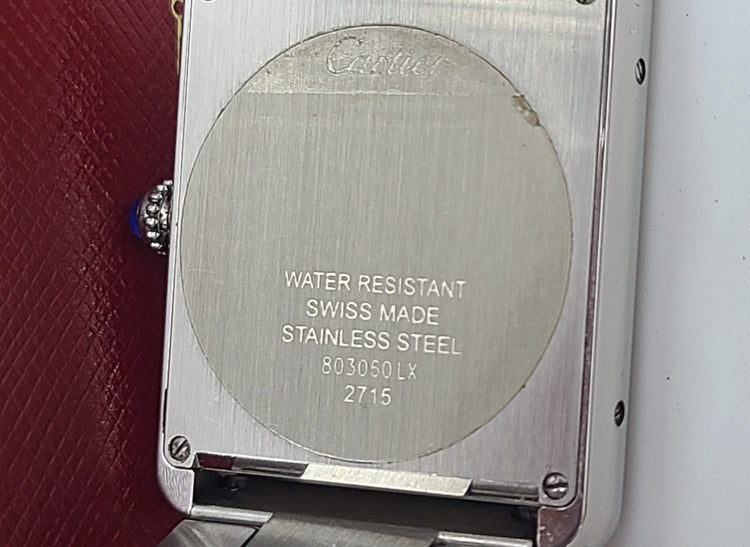 Cartier
WATER RESISTANT
SWISS MADE
STAINLESS STEEL
803060LX
2715